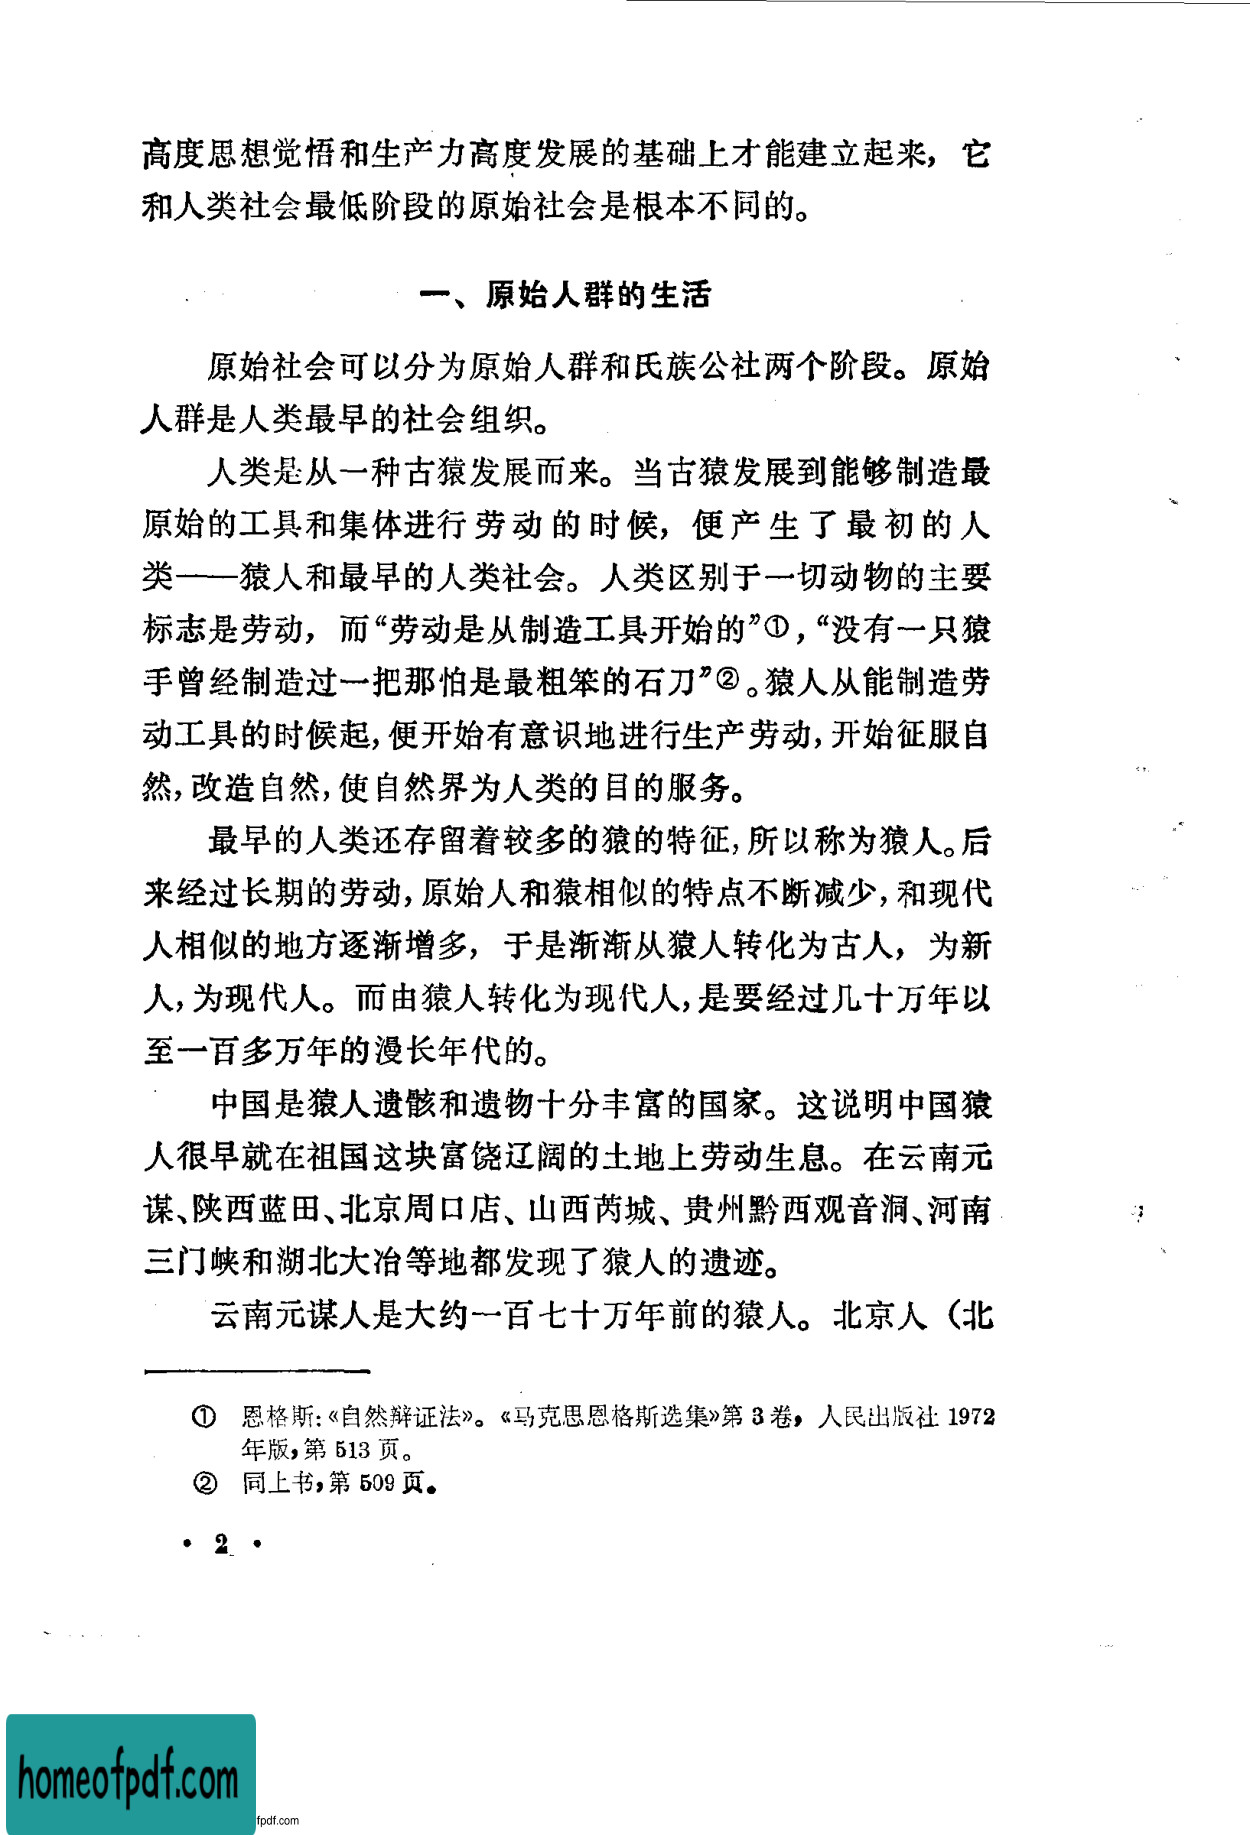 高度思想觉悟和生产力高度发展的基础上才能建立起来，它
和人类社会最低阶段的原始社会是根本不同的。
一、原始人群的生活
原始社会可以分为原始人群和氏族公社两个阶段。原始
人群是人类最早的社会组织。
人类是从一种古猿发展而来。当古猿发展到能够制造最
原始的工具和集体进行劳动的时候，便产生了最初的人
类——猿人和最早的人类社会。人类区别于一切动物的主要
标志是劳动，而“劳动是从制造工具开始的”①，“没有一只猿
手曾经制造过一把那怕是最粗笨的石刀”②。猿人从能制造劳
动工具的时候起，便开始有意识地进行生产劳动，开始征服自
然，改造自然，使自然界为人类的目的服务。
最早的人类还存留着较多的猿的特征，所以称为猿人。后
来经过长期的劳动，原始人和猿相似的特点不断减少，和现代
人相似的地方逐渐增多，于是渐渐从猿人转化为古人，为新
人，为现代人。而由猿人转化为现代人，是要经过几十万年以
至一百多万年的漫长年代的。
中国是猿人遗骸和遗物十分丰富的国家。这说明中国猿
人很早就在祖国这块富饶辽阔的土地上劳动生息。在云南元
谋、陕西蓝田、北京周口店、山西芮城、贵州黔西观音洞、河南
三门峡和湖北大冶等地都发现了猿人的遗迹。
云南元谋人是大约一百七十万年前的猿人。北京人（北
① 恩格斯：《自然辩证法》。《马克思恩格斯选集》第3卷，人民出版社1972
年版，第513页。
② 同上书，第509页。
· 2 ·
homeofpdf.com
fpdf.com